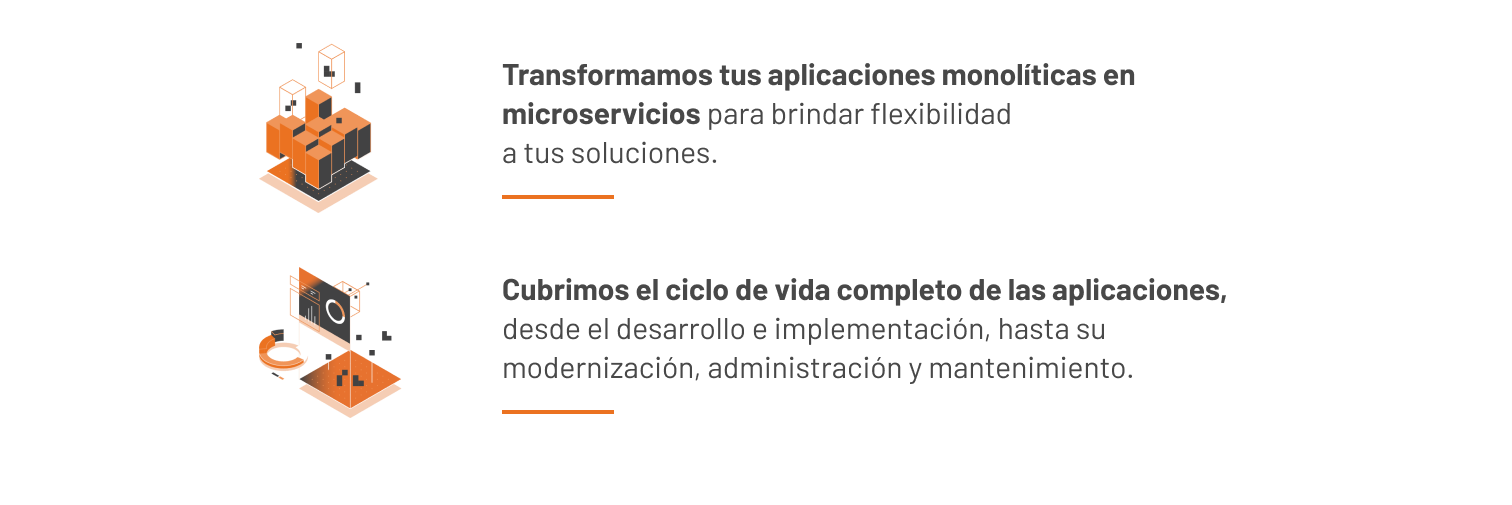 Transformamos tus aplicaciones monolíticas en
microservicios para brindar flexibilidad
a tus soluciones.
Cubrimos el ciclo de vida completo de las aplicaciones,
desde el desarrollo e implementación, hasta su
modernización, administración y mantenimiento.